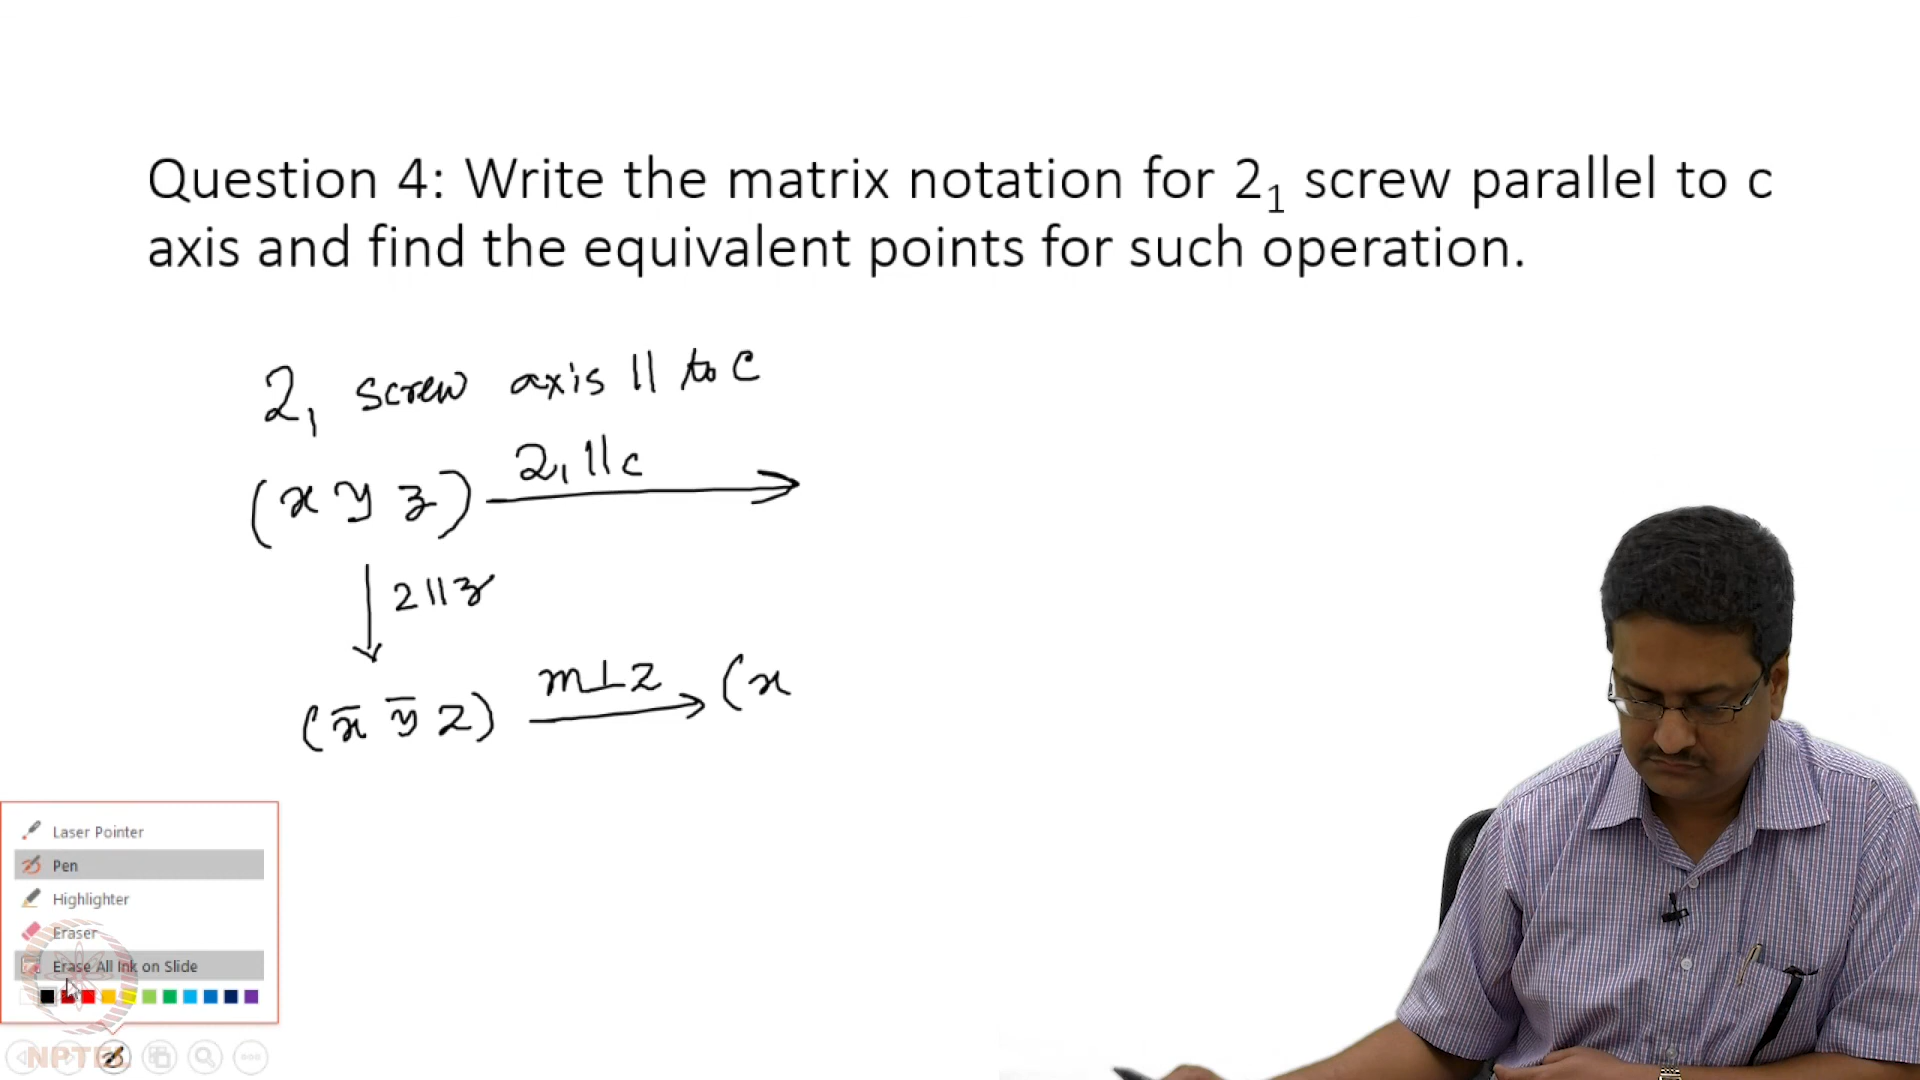 Question 4: Write the matrix notation for 2₁ screw parallel to c
axis and find the equivalent points for such operation.
2₁ screw axis || to c
2₁ || c
(x y z)
2 || z
m ⊥ z
(x̄ ȳ z) (x
Laser Pointer
Pen
Highlighter
Eraser
Erase All Ink on Slide
NPTEL